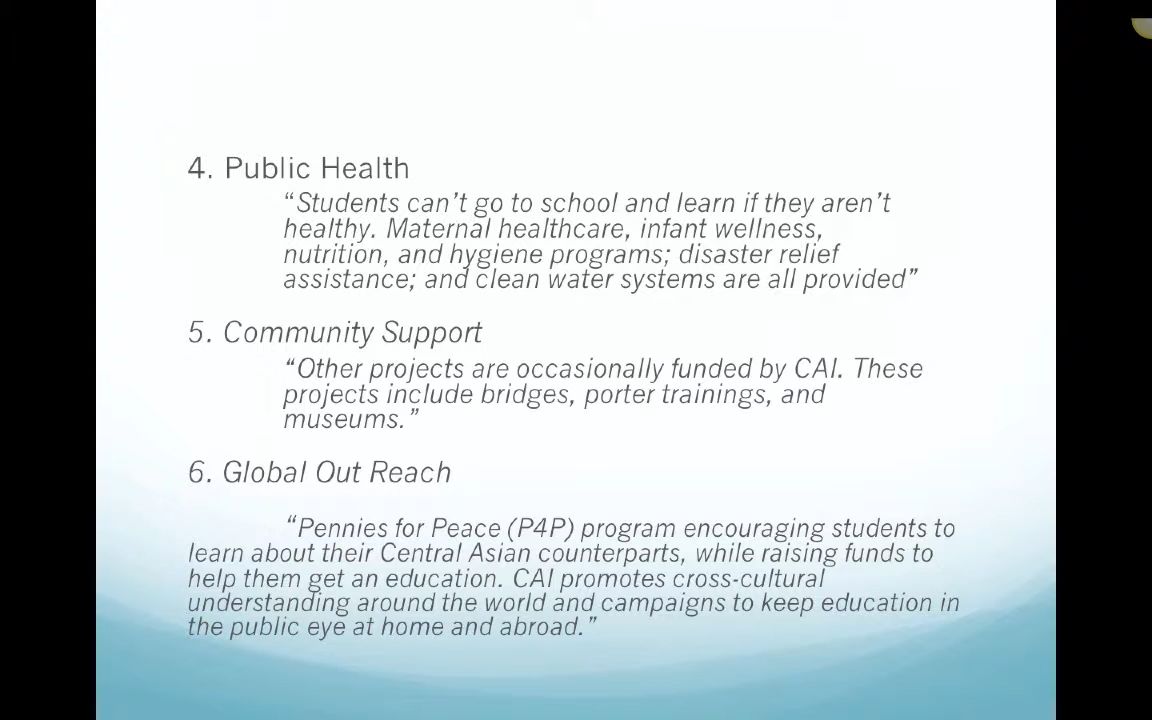 4. Public Health
“Students can’t go to school and learn if they aren’t
healthy. Maternal healthcare, infant wellness,
nutrition, and hygiene programs; disaster relief
assistance; and clean water systems are all provided”
5. Community Support
“Other projects are occasionally funded by CAI. These
projects include bridges, porter trainings, and
museums.”
6. Global Out Reach
“Pennies for Peace (P4P) program encouraging students to
learn about their Central Asian counterparts, while raising funds to
help them get an education. CAI promotes cross-cultural
understanding around the world and campaigns to keep education in
the public eye at home and abroad.”